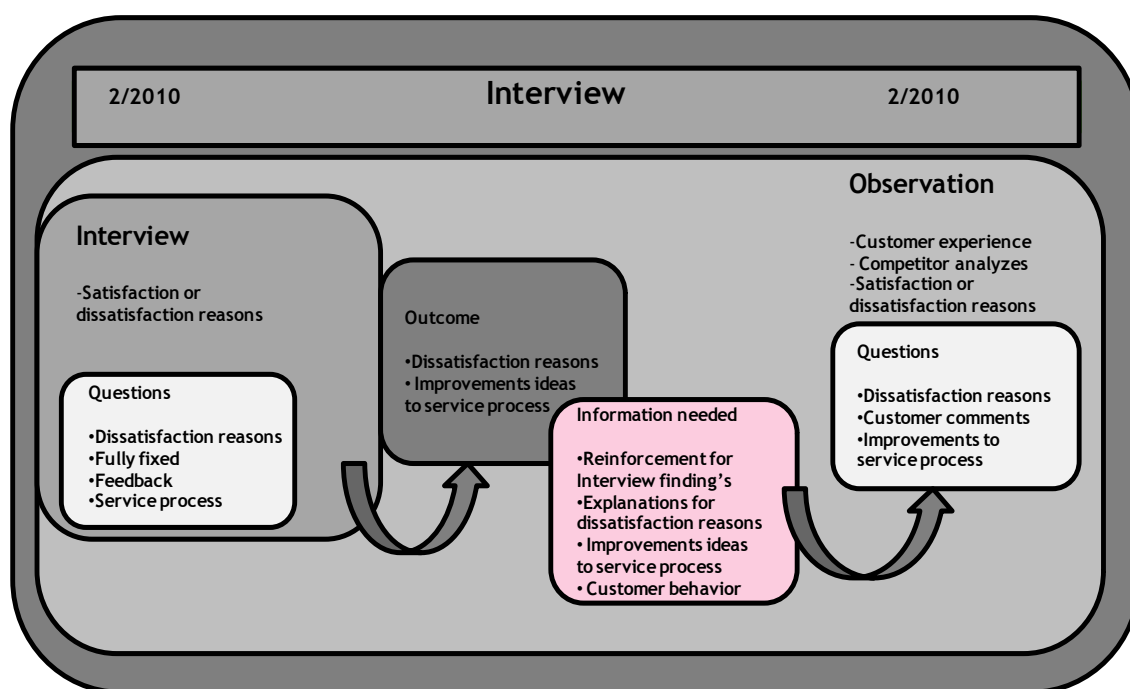 2/2010 Interview 2/2010
Interview
-Satisfaction or
dissatisfaction reasons
Questions
•Dissatisfaction reasons
•Fully fixed
•Feedback
•Service process
Outcome
•Dissatisfaction reasons
• Improvements ideas
to service process
Information needed
•Reinforcement for
Interview finding's
•Explanations for
dissatisfaction reasons
• Improvements ideas
to service process
• Customer behavior
Observation
-Customer experience
- Competitor analyzes
-Satisfaction or
dissatisfaction reasons
Questions
•Dissatisfaction reasons
•Customer comments
•Improvements to
service process